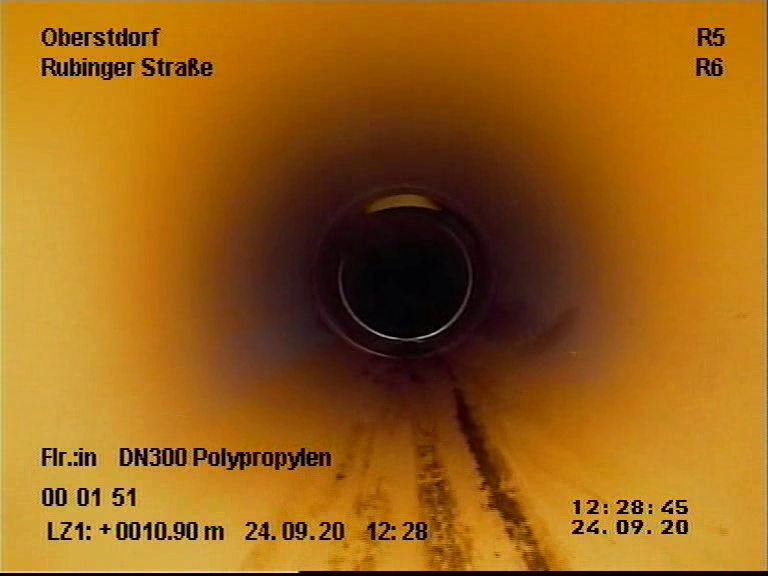 Oberstdorf
R5
Rubinger Straße
R6
Flr.:in DN300 Polypropylen
00 01 51
12:28:45
LZ1: +0010.90 m 24.09.20 12:28
24.09.20